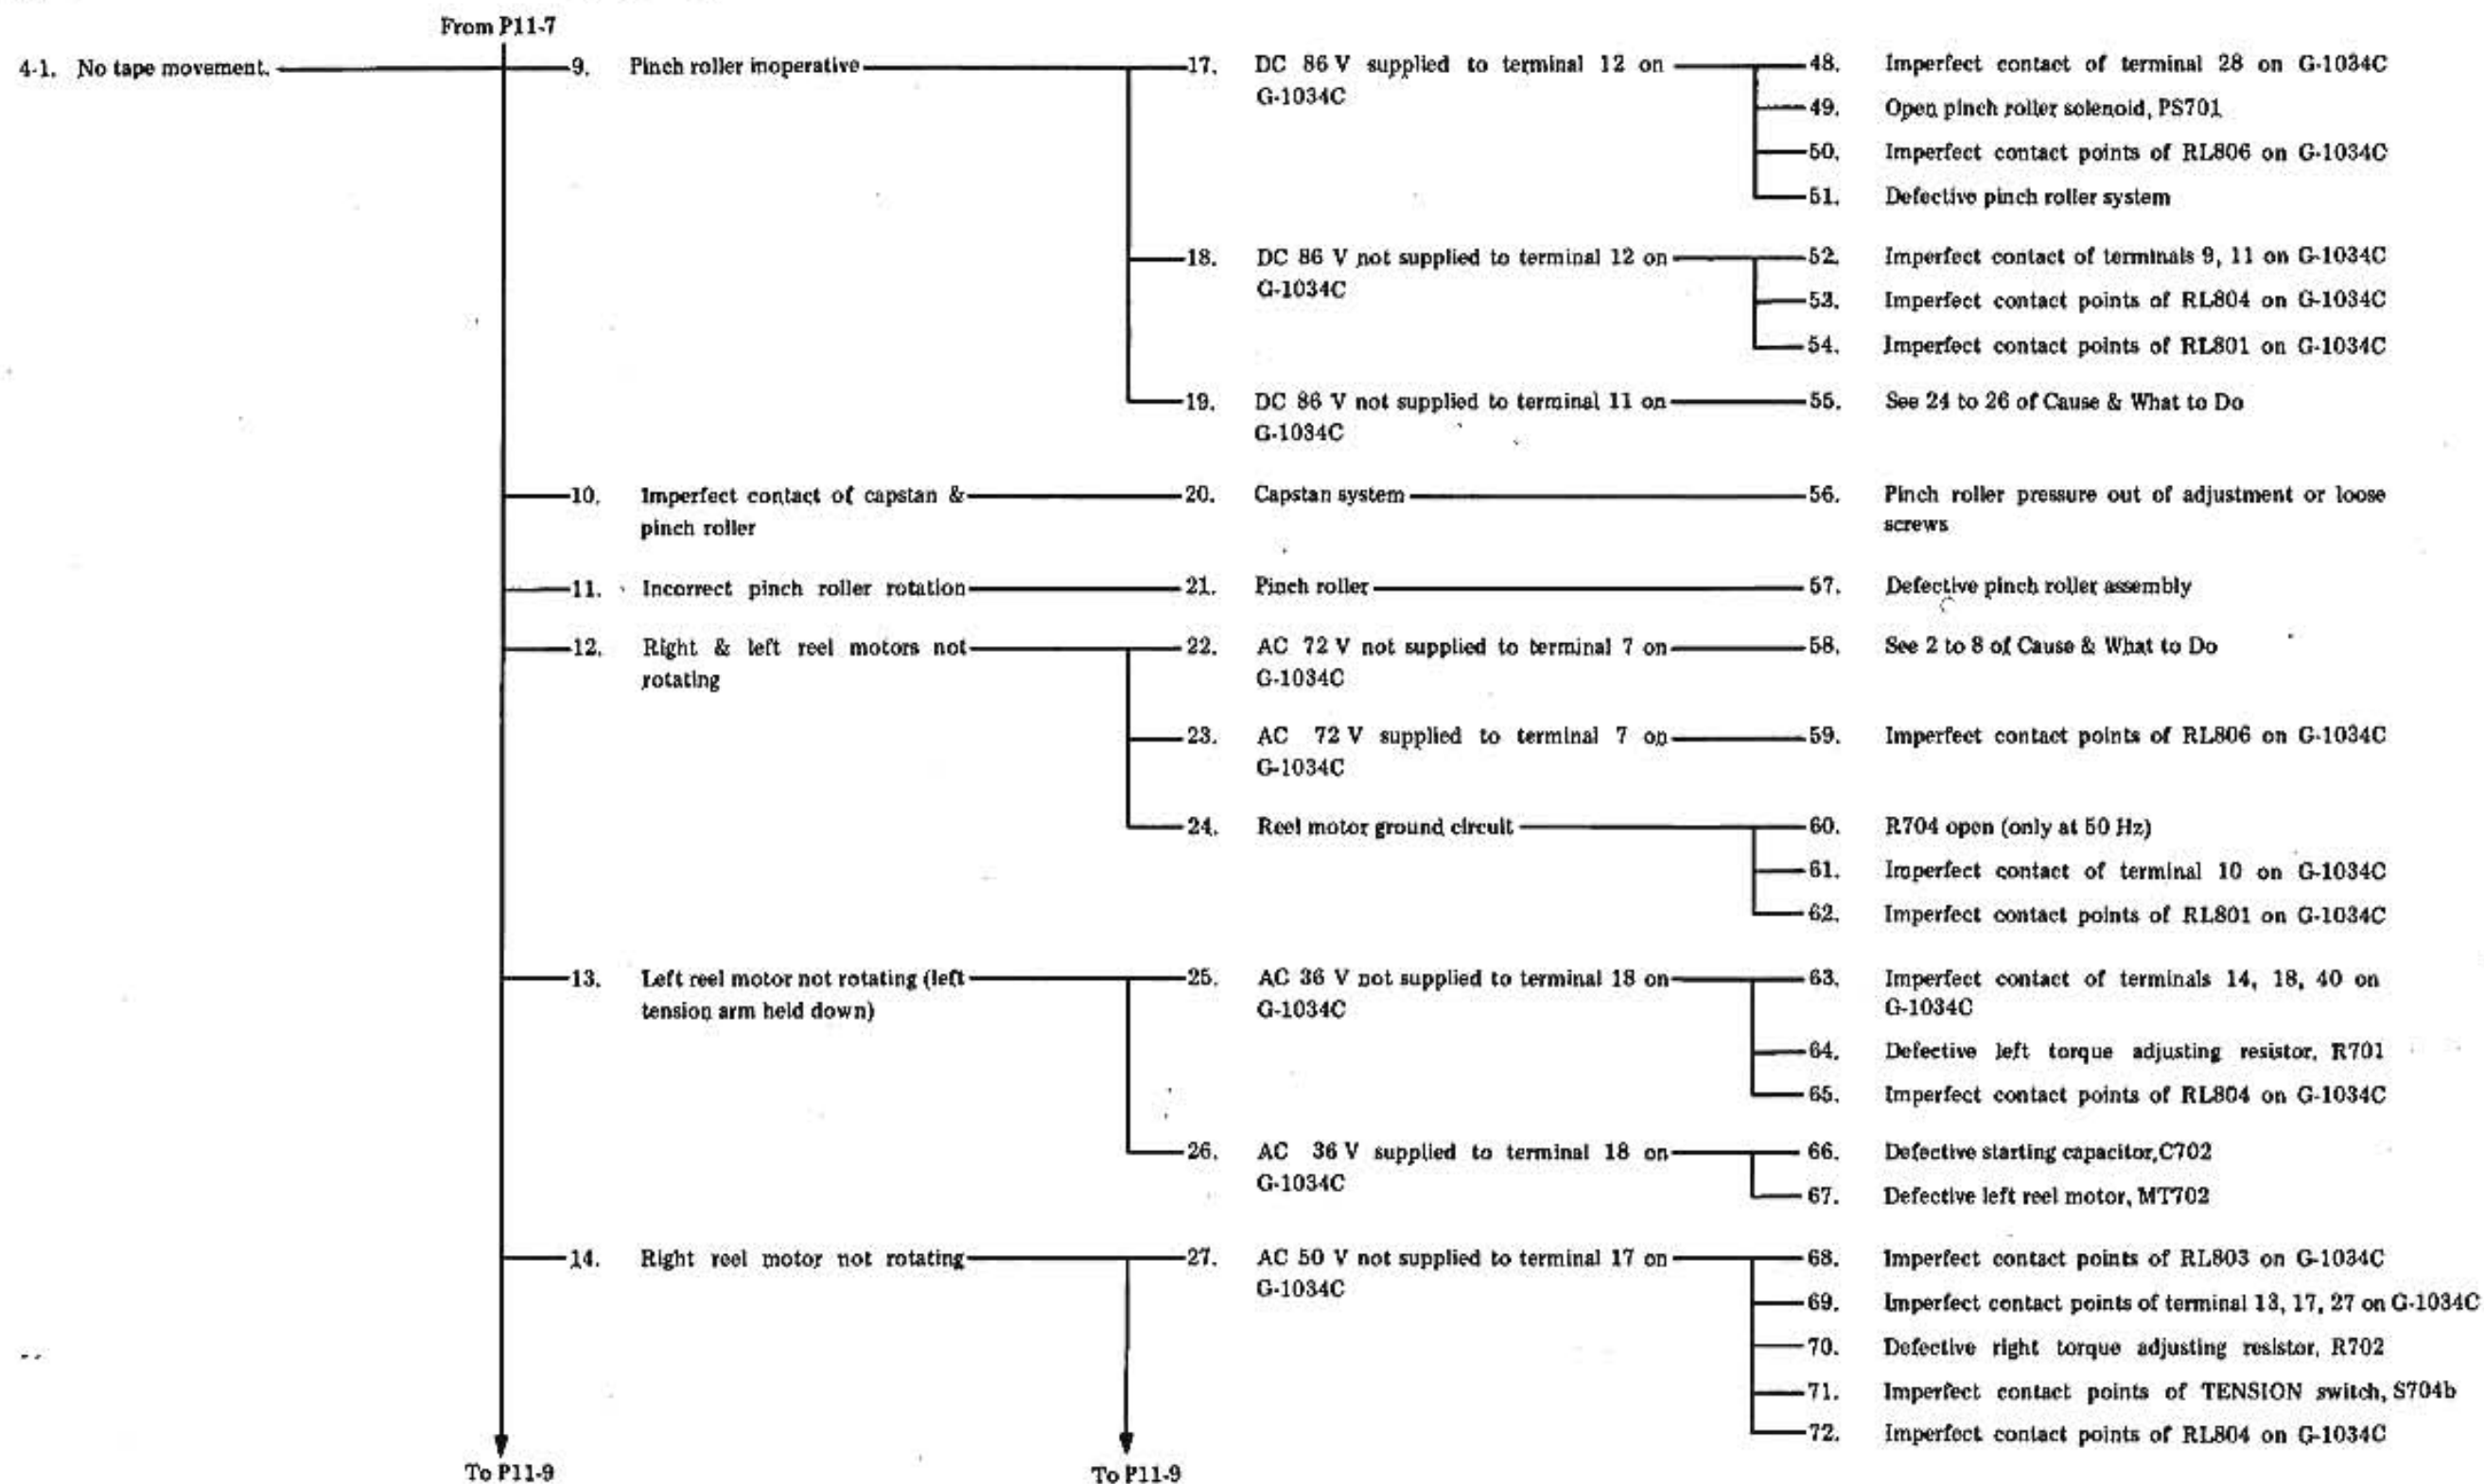 From P11-7
4-1. No tape movement.
9. Pinch roller inoperative
17. DC 86 V supplied to terminal 12 on
G-1034C
48. Imperfect contact of terminal 28 on G-1034C
49. Open pinch roller solenoid, PS701
50. Imperfect contact points of RL806 on G-1034C
51. Defective pinch roller system
18. DC 86 V not supplied to terminal 12 on
G-1034C
52. Imperfect contact of terminals 9, 11 on G-1034C
53. Imperfect contact points of RL804 on G-1034C
54. Imperfect contact points of RL801 on G-1034C
19. DC 86 V not supplied to terminal 11 on
G-1034C
55. See 24 to 26 of Cause & What to Do
10. Imperfect contact of capstan &
pinch roller
20. Capstan system
56. Pinch roller pressure out of adjustment or loose
screws
11. Incorrect pinch roller rotation
21. Pinch roller
57. Defective pinch roller assembly
12. Right & left reel motors not
rotating
22. AC 72 V not supplied to terminal 7 on
G-1034C
58. See 2 to 8 of Cause & What to Do
23. AC 72 V supplied to terminal 7 on
G-1034C
59. Imperfect contact points of RL806 on G-1034C
24. Reel motor ground circuit
60. R704 open (only at 50 Hz)
61. Imperfect contact of terminal 10 on G-1034C
62. Imperfect contact points of RL801 on G-1034C
13. Left reel motor not rotating (left
tension arm held down)
25. AC 36 V not supplied to terminal 18 on
G-1034C
63. Imperfect contact of terminals 14, 18, 40 on
G-1034C
64. Defective left torque adjusting resistor, R701
65. Imperfect contact points of RL804 on G-1034C
26. AC 36 V supplied to terminal 18 on
G-1034C
66. Defective starting capacitor,C702
67. Defective left reel motor, MT702
14. Right reel motor not rotating
27. AC 50 V not supplied to terminal 17 on
G-1034C
68. Imperfect contact points of RL803 on G-1034C
69. Imperfect contact points of terminal 13, 17, 27 on G-1034C
70. Defective right torque adjusting resistor, R702
71. Imperfect contact points of TENSION switch, S704b
72. Imperfect contact points of RL804 on G-1034C
To P11-9
To P11-9